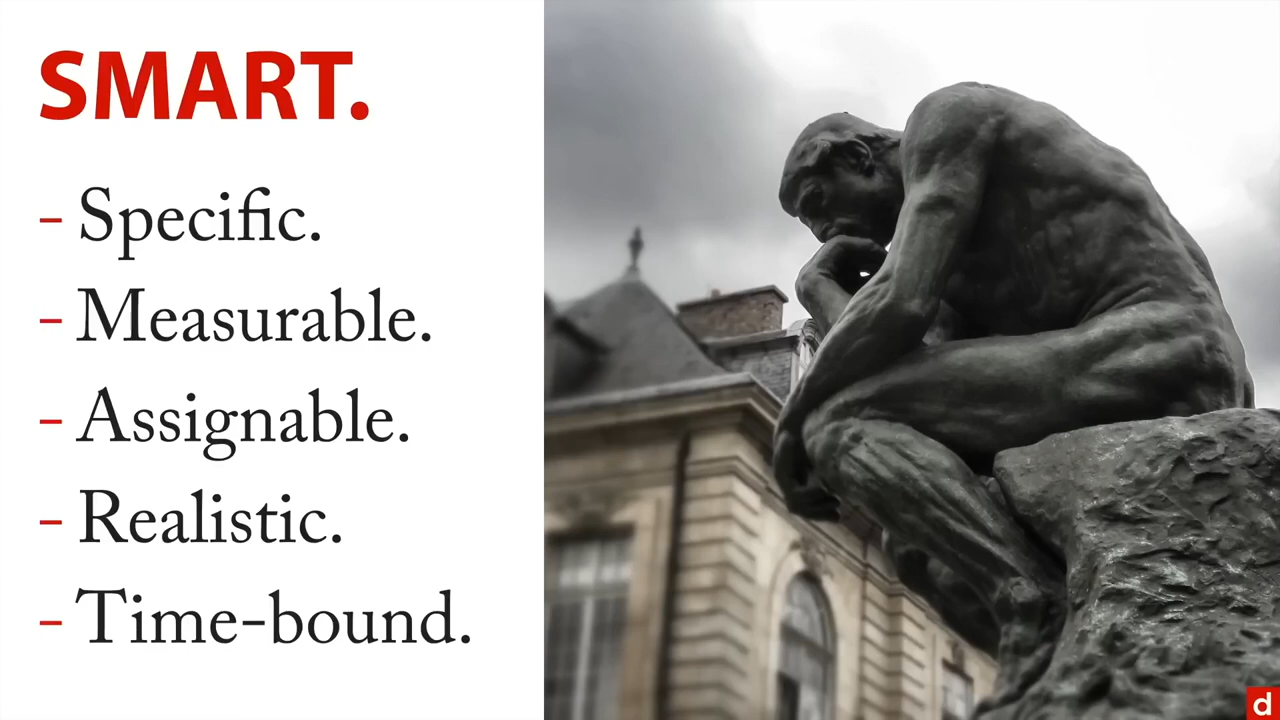 SMART.
- Specific.
- Measurable.
- Assignable.
- Realistic.
- Time-bound.
d